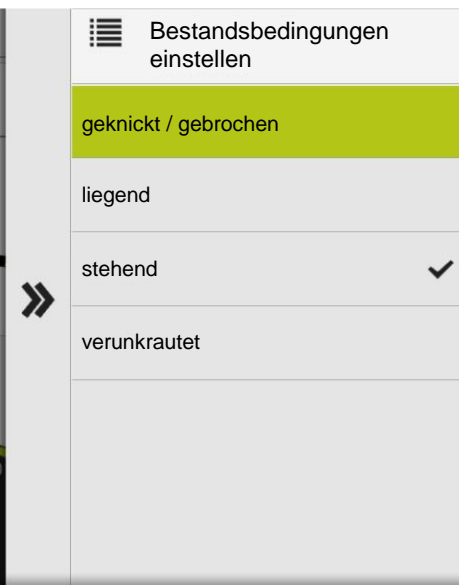 Bestandsbedingungen
einstellen
geknickt / gebrochen
liegend
stehend
verunkrautet